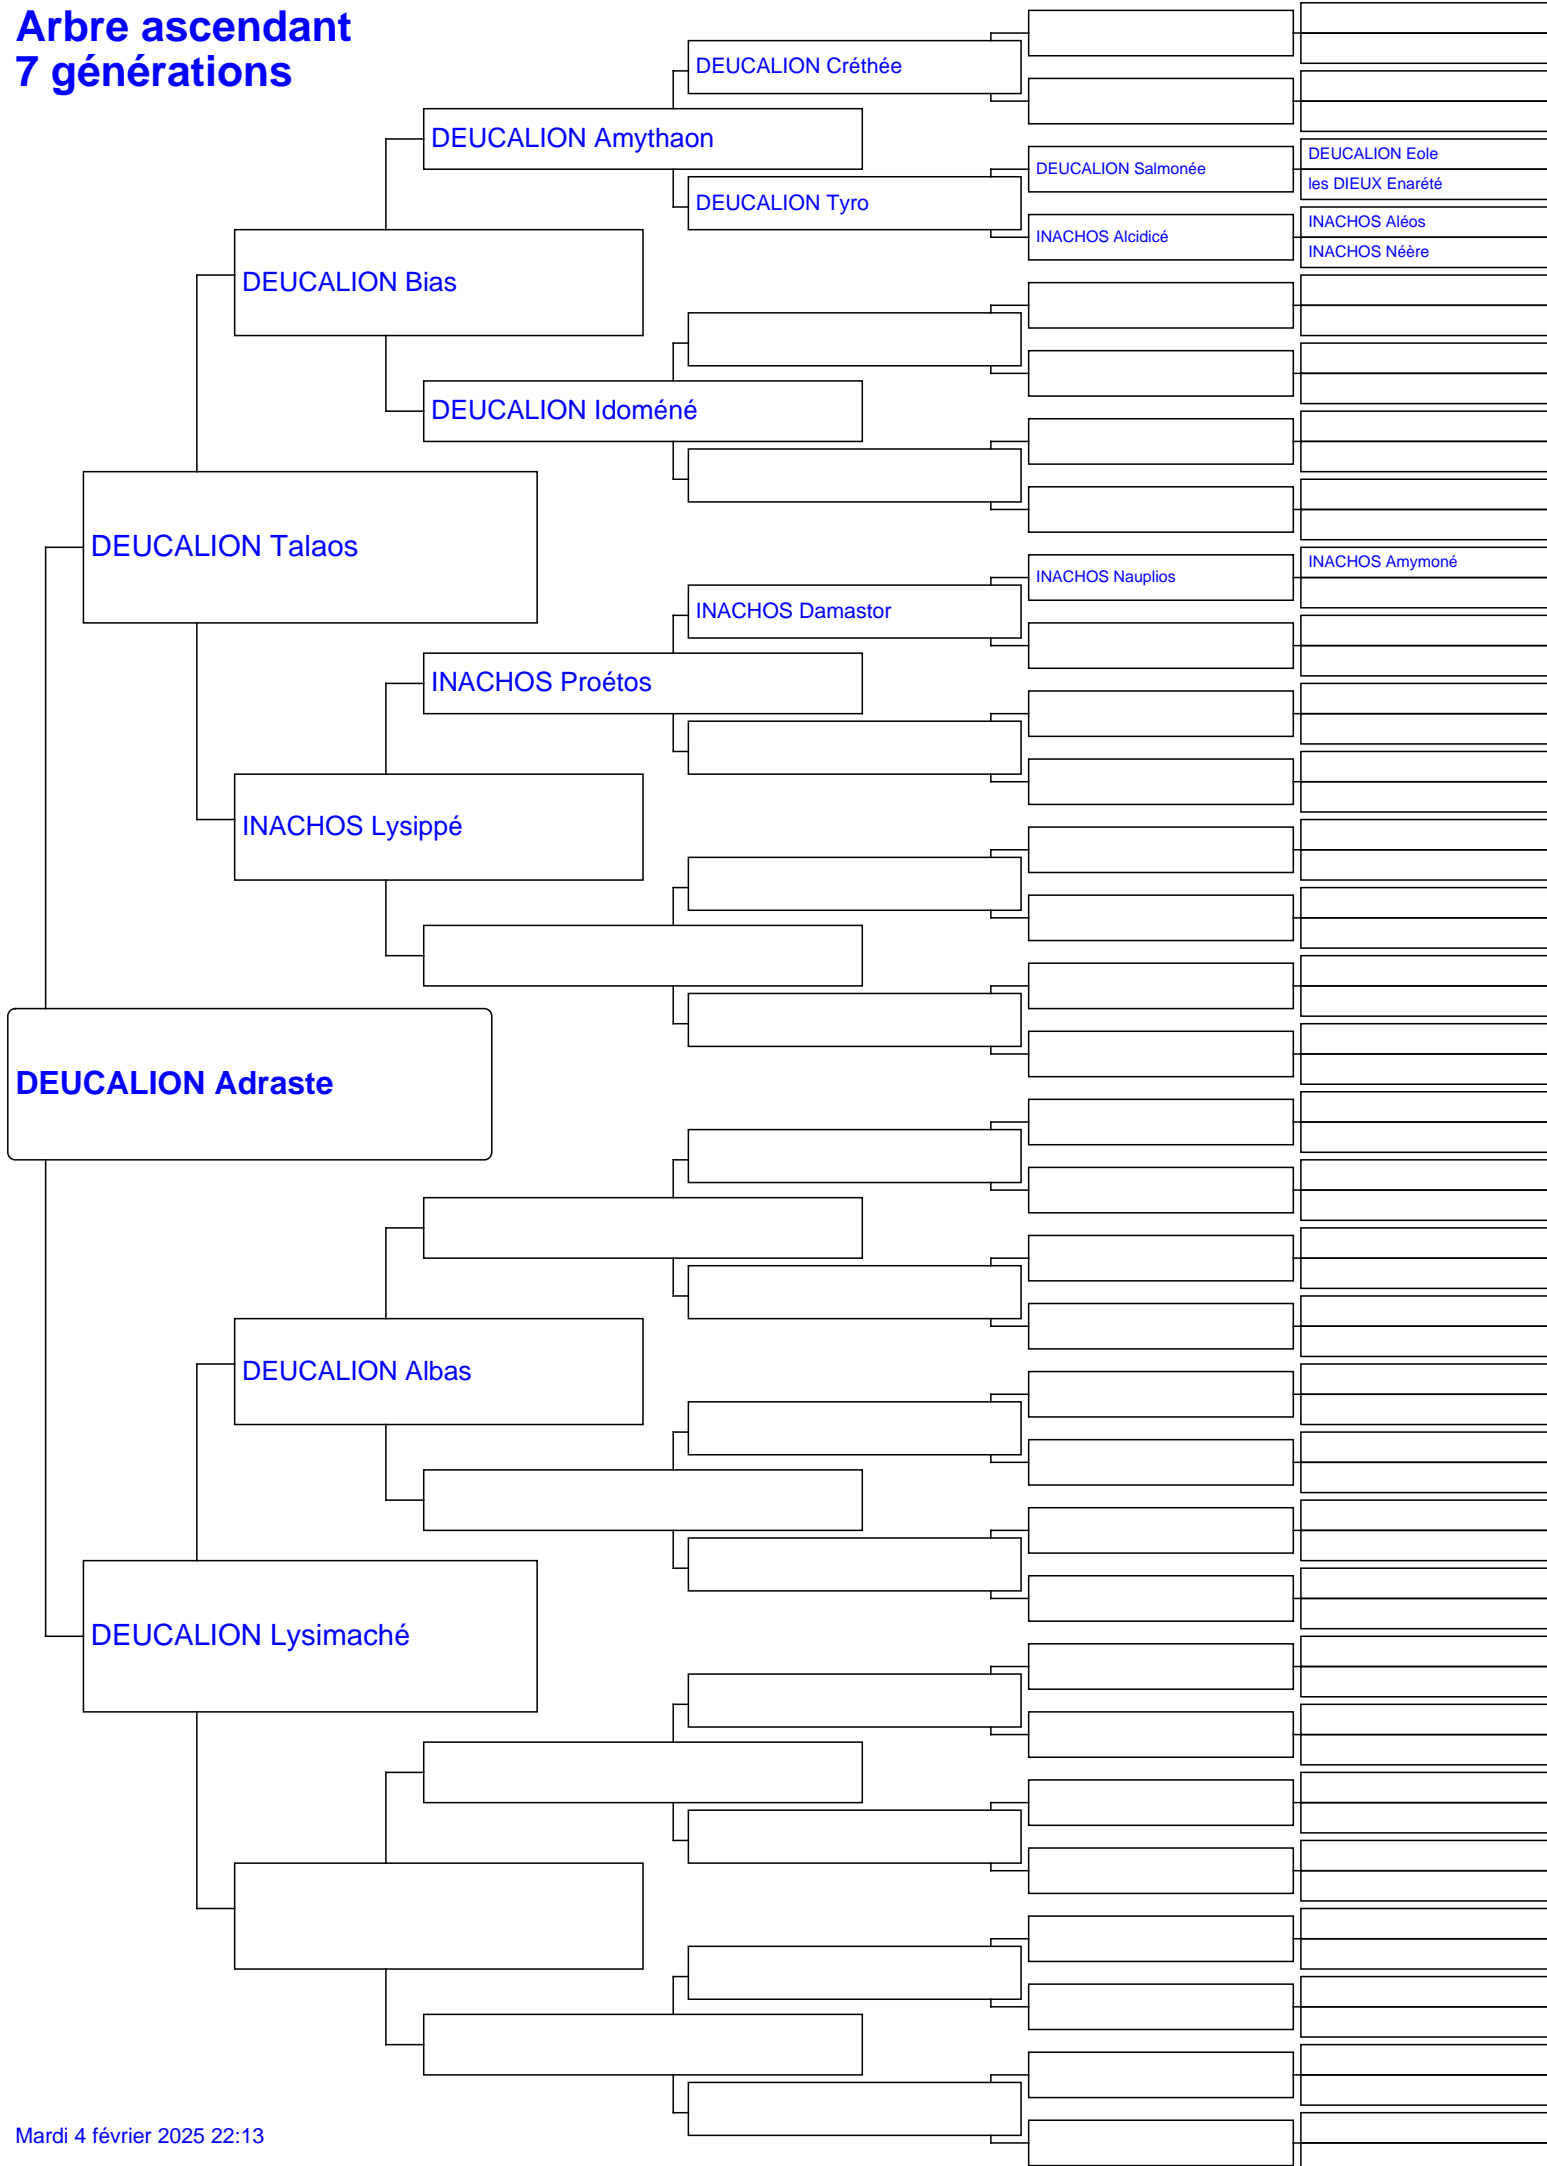 Arbre ascendant
7 générations
DEUCALION Créthée
DEUCALION Amythaon
DEUCALION Eole
DEUCALION Salmonée
les DIEUX Enarété
DEUCALION Tyro
INACHOS Aléos
INACHOS Alcidicé
INACHOS Néère
DEUCALION Bias
DEUCALION Idoméné
DEUCALION Talaos
INACHOS Amymoné
INACHOS Nauplios
INACHOS Damastor
INACHOS Proétos
INACHOS Lysippé
DEUCALION Adraste
DEUCALION Albas
DEUCALION Lysimaché
Mardi 4 février 2025 22:13